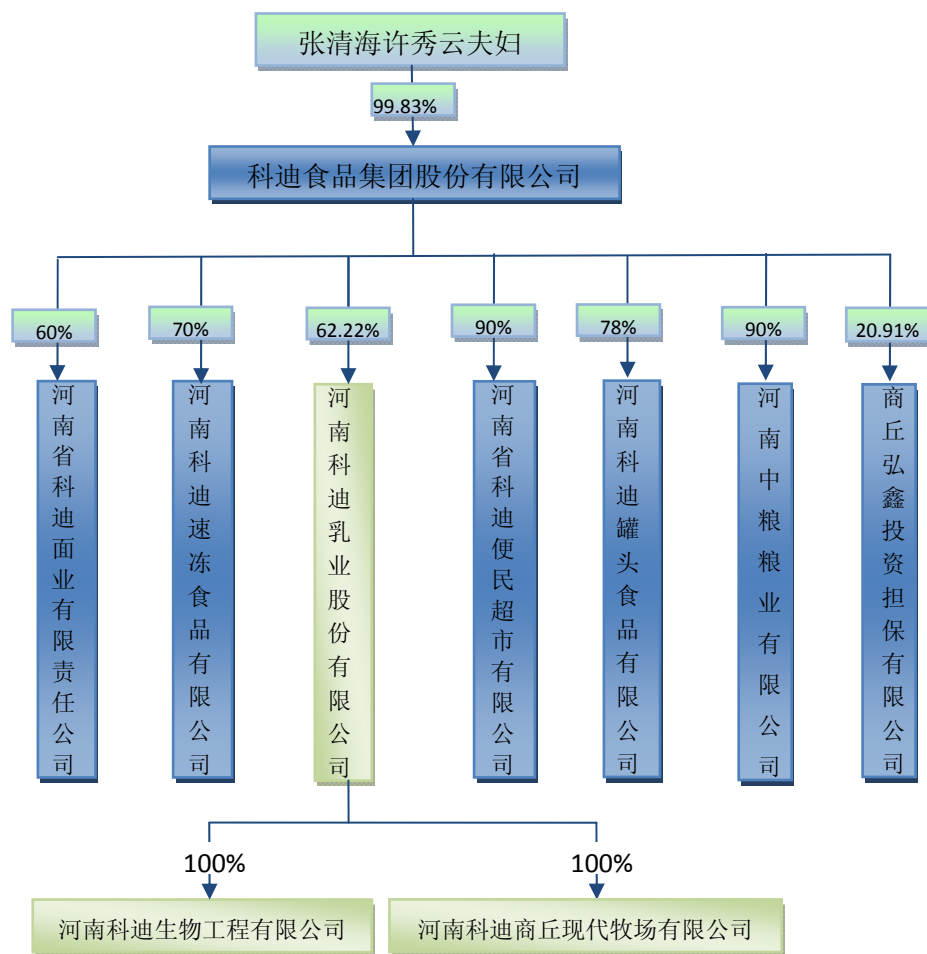 张清海许秀云夫妇
99.83%
科迪食品集团股份有限公司
60%
70%
62.22%
90%
78%
90%
20.91%
河南省科迪面业有限责任公司
河南科迪速冻食品有限公司
河南科迪乳业股份有限公司
河南省科迪便民超市有限公司
河南科迪罐头食品有限公司
河南中粮粮业有限公司
商丘弘鑫投资担保有限公司
100%
100%
河南科迪生物工程有限公司
河南科迪商丘现代牧场有限公司